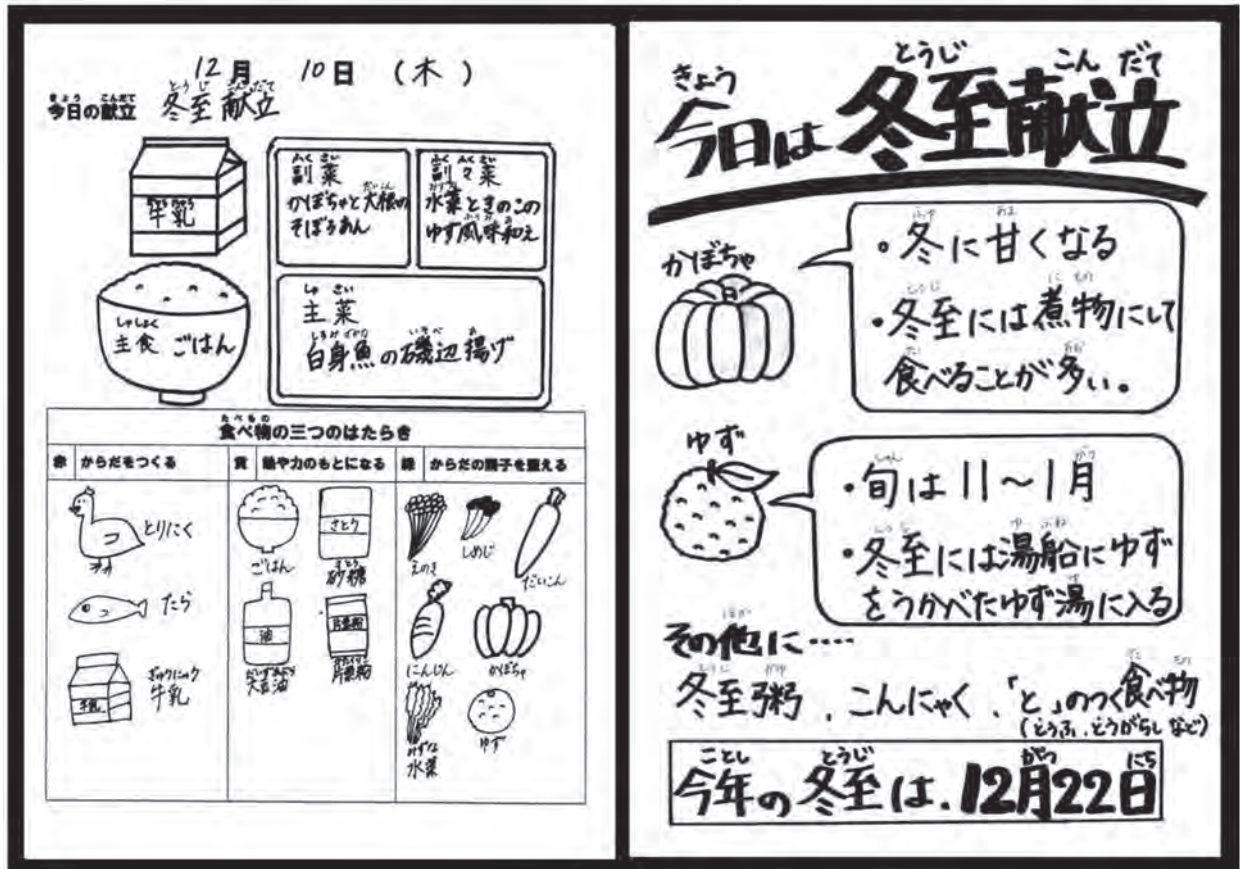 12月 10日 (木)
今日の献立 冬至献立
牛乳
主食 ごはん
副菜
かぼちゃと大根の
そぼろあん
副々菜
水菜ときのこの
ゆず風味和え
主菜
白身魚の磯辺揚げ
食べ物の三つのはたらき
赤 からだをつくる
黄 熱や力のもとになる
緑 からだの調子を整える
とりにく
たら
牛乳
ごはん
さとう
砂糖
油
大豆油
片栗粉
片栗粉
えのき
しめじ
だいこん
にんじん
かぼちゃ
水菜
ゆず
今日は冬至献立
かぼちゃ
・冬に甘くなる
・冬至には煮物にして
食べることが多い。
ゆず
・旬は11～1月
・冬至には湯船にゆず
をうかべたゆず湯に入る
その他に‥‥
冬至粥、こんにゃく、「と」のつく食べ物
(とうふ、とうがらしなど)
今年の冬至は、12月22日